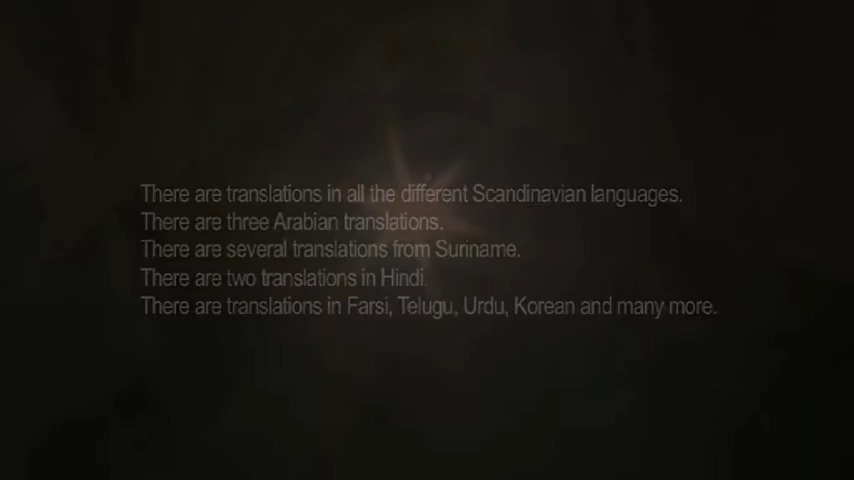 There are translations in all the different Scandinavian languages.
There are three Arabian translations.
There are several translations from Suriname.
There are two translations in Hindi.
There are translations in Farsi, Telugu, Urdu, Korean and many more.